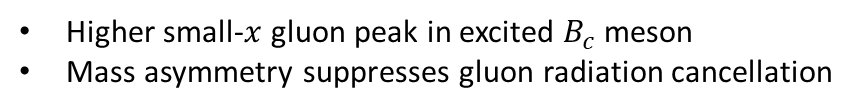 • Higher small-x gluon peak in excited B_c meson
• Mass asymmetry suppresses gluon radiation cancellation